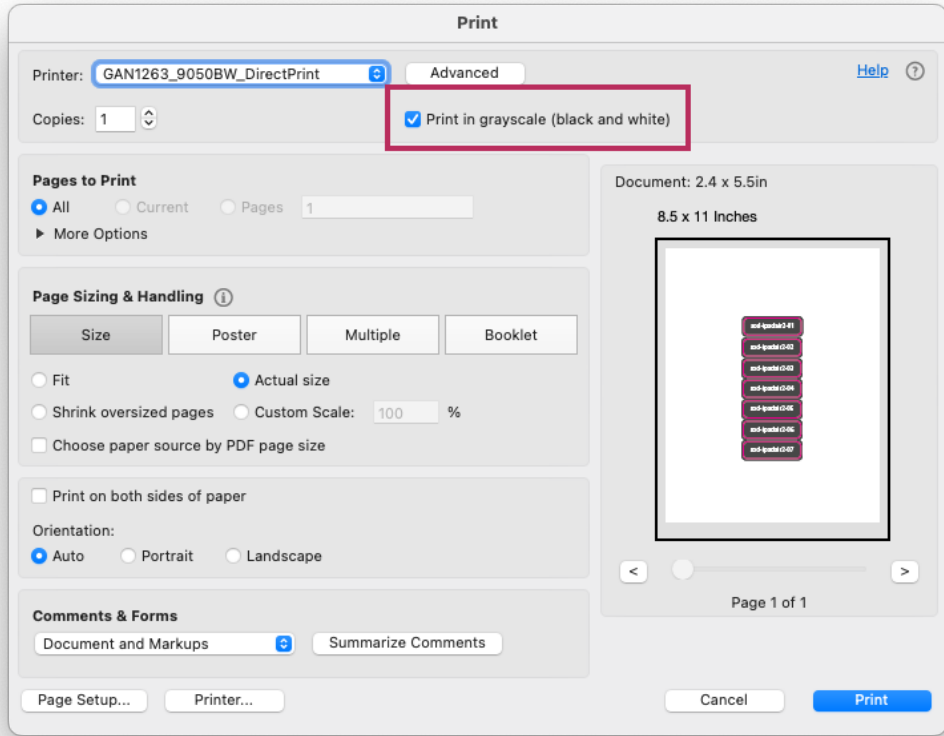 Print
Printer: GAN1263_9050BW_DirectPrint Advanced Help ?
Copies: 1 Print in grayscale (black and white)
Pages to Print
All Current Pages 1
More Options
Page Sizing & Handling i
Size Poster Multiple Booklet
Fit Actual size
Shrink oversized pages Custom Scale: 100 %
Choose paper source by PDF page size
Print on both sides of paper
Orientation:
Auto Portrait Landscape
Comments & Forms
Document and Markups Summarize Comments
Document: 2.4 x 5.5in
8.5 x 11 Inches
< >
Page 1 of 1
Page Setup... Printer... Cancel Print